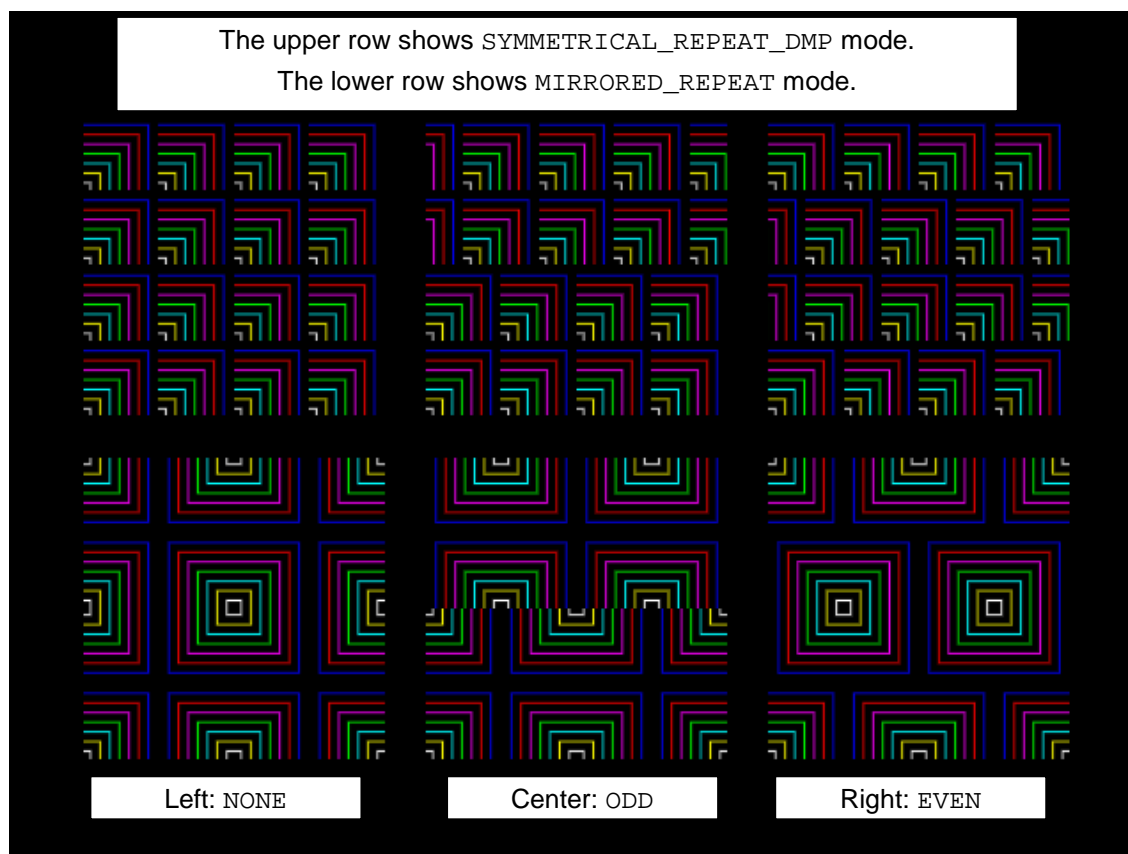 The upper row shows SYMMETRICAL_REPEAT_DMP mode.
The lower row shows MIRRORED_REPEAT mode.
Left: NONE
Center: ODD
Right: EVEN